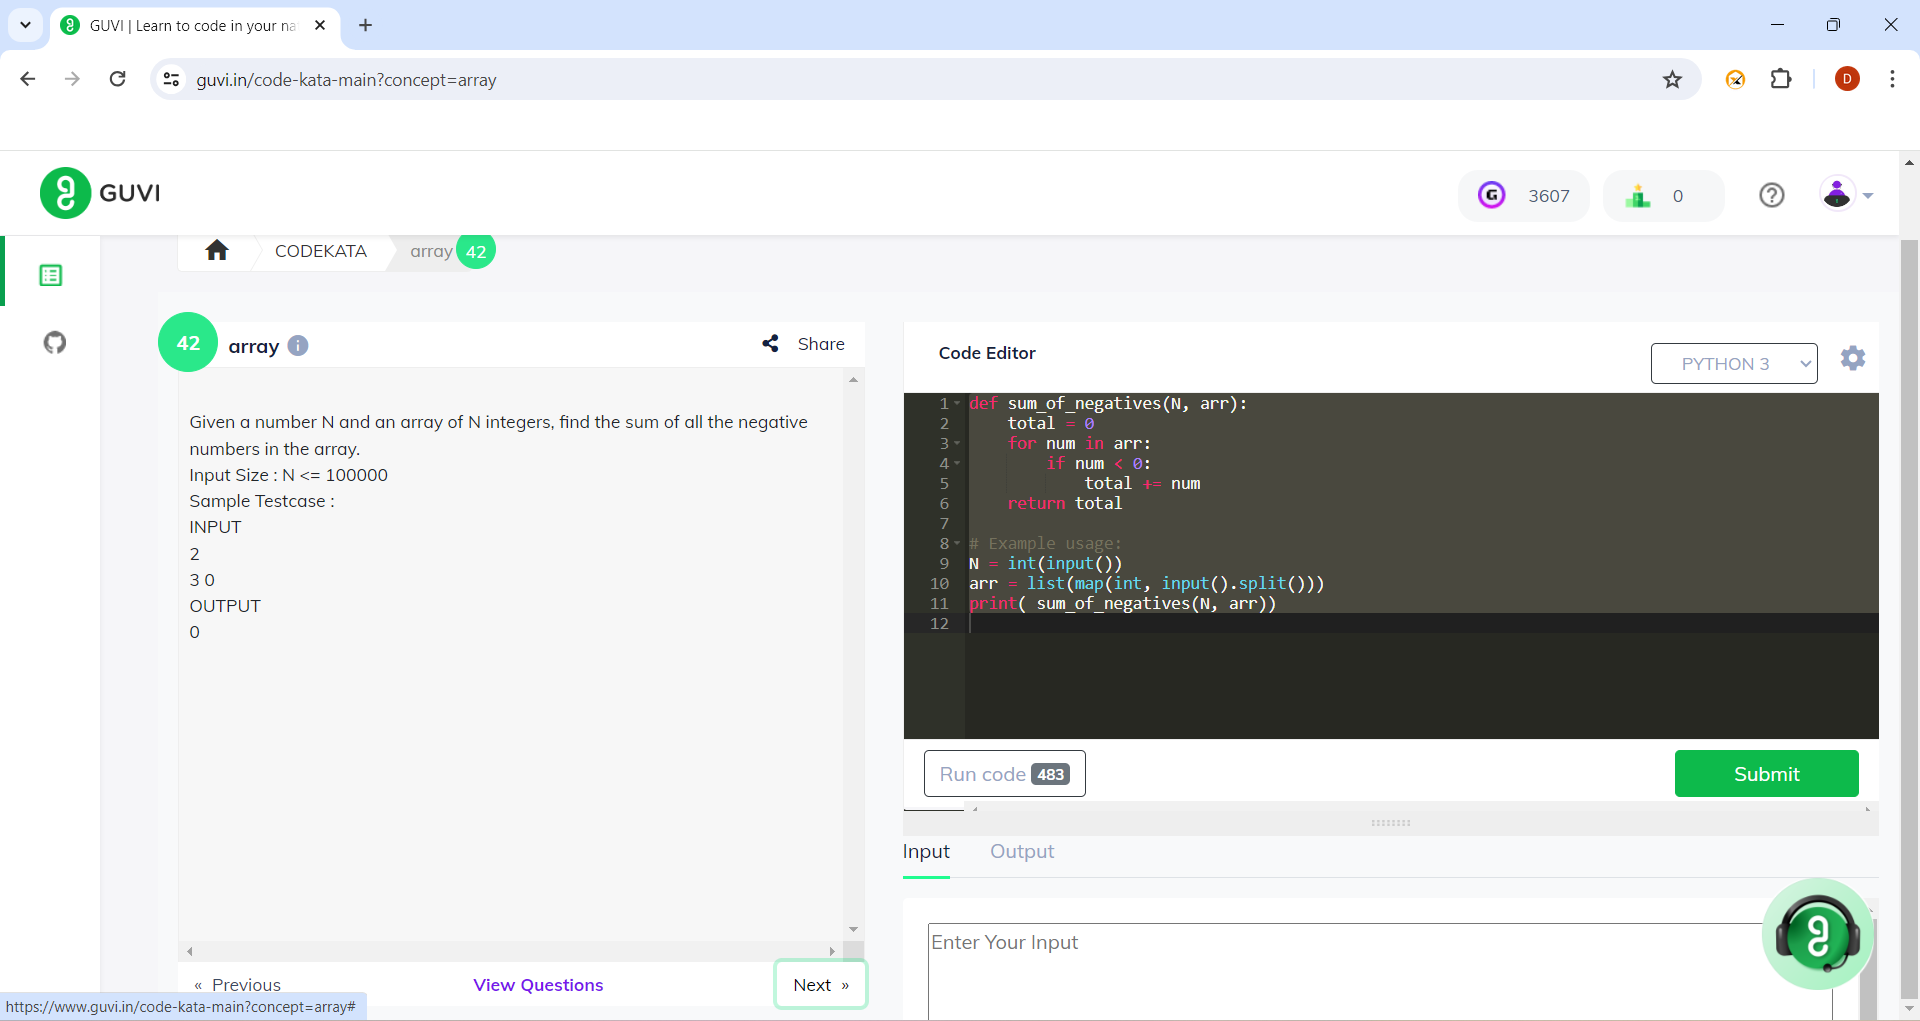 GUVI | Learn to code in your na
guvi.in/code-kata-main?concept=array
D
GUVI
G
3607
0
CODEKATA
array
42
42
array
i
Share
Given a number N and an array of N integers, find the sum of all the negative
numbers in the array.
Input Size : N <= 100000
Sample Testcase :
INPUT
2
3 0
OUTPUT
0
« Previous
View Questions
Next »
https://www.guvi.in/code-kata-main?concept=array#
Code Editor
PYTHON 3
1 def sum_of_negatives(N, arr):
2     total = 0
3     for num in arr:
4         if num < 0:
5             total += num
6     return total
7
8 # Example usage:
9 N = int(input())
10 arr = list(map(int, input().split()))
11 print( sum_of_negatives(N, arr))
12
Run code 483
Submit
Input
Output
Enter Your Input